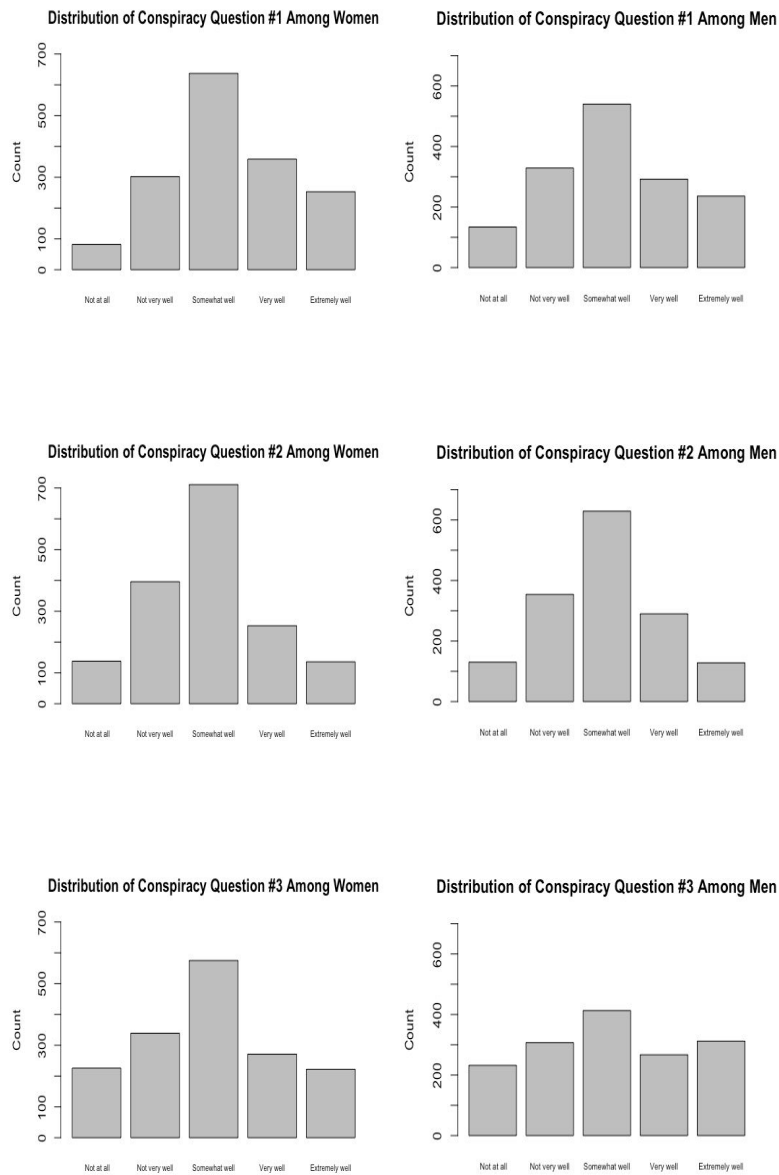 Distribution of Conspiracy Question #1 Among Women
700
500
300
100
0
Count
Not at all Not very well Somewhat well Very well Extremely well
Distribution of Conspiracy Question #1 Among Men
600
400
200
0
Count
Not at all Not very well Somewhat well Very well Extremely well
Distribution of Conspiracy Question #2 Among Women
700
500
300
100
0
Count
Not at all Not very well Somewhat well Very well Extremely well
Distribution of Conspiracy Question #2 Among Men
600
400
200
0
Count
Not at all Not very well Somewhat well Very well Extremely well
Distribution of Conspiracy Question #3 Among Women
700
500
300
100
0
Count
Not at all Not very well Somewhat well Very well Extremely well
Distribution of Conspiracy Question #3 Among Men
600
400
200
0
Count
Not at all Not very well Somewhat well Very well Extremely well